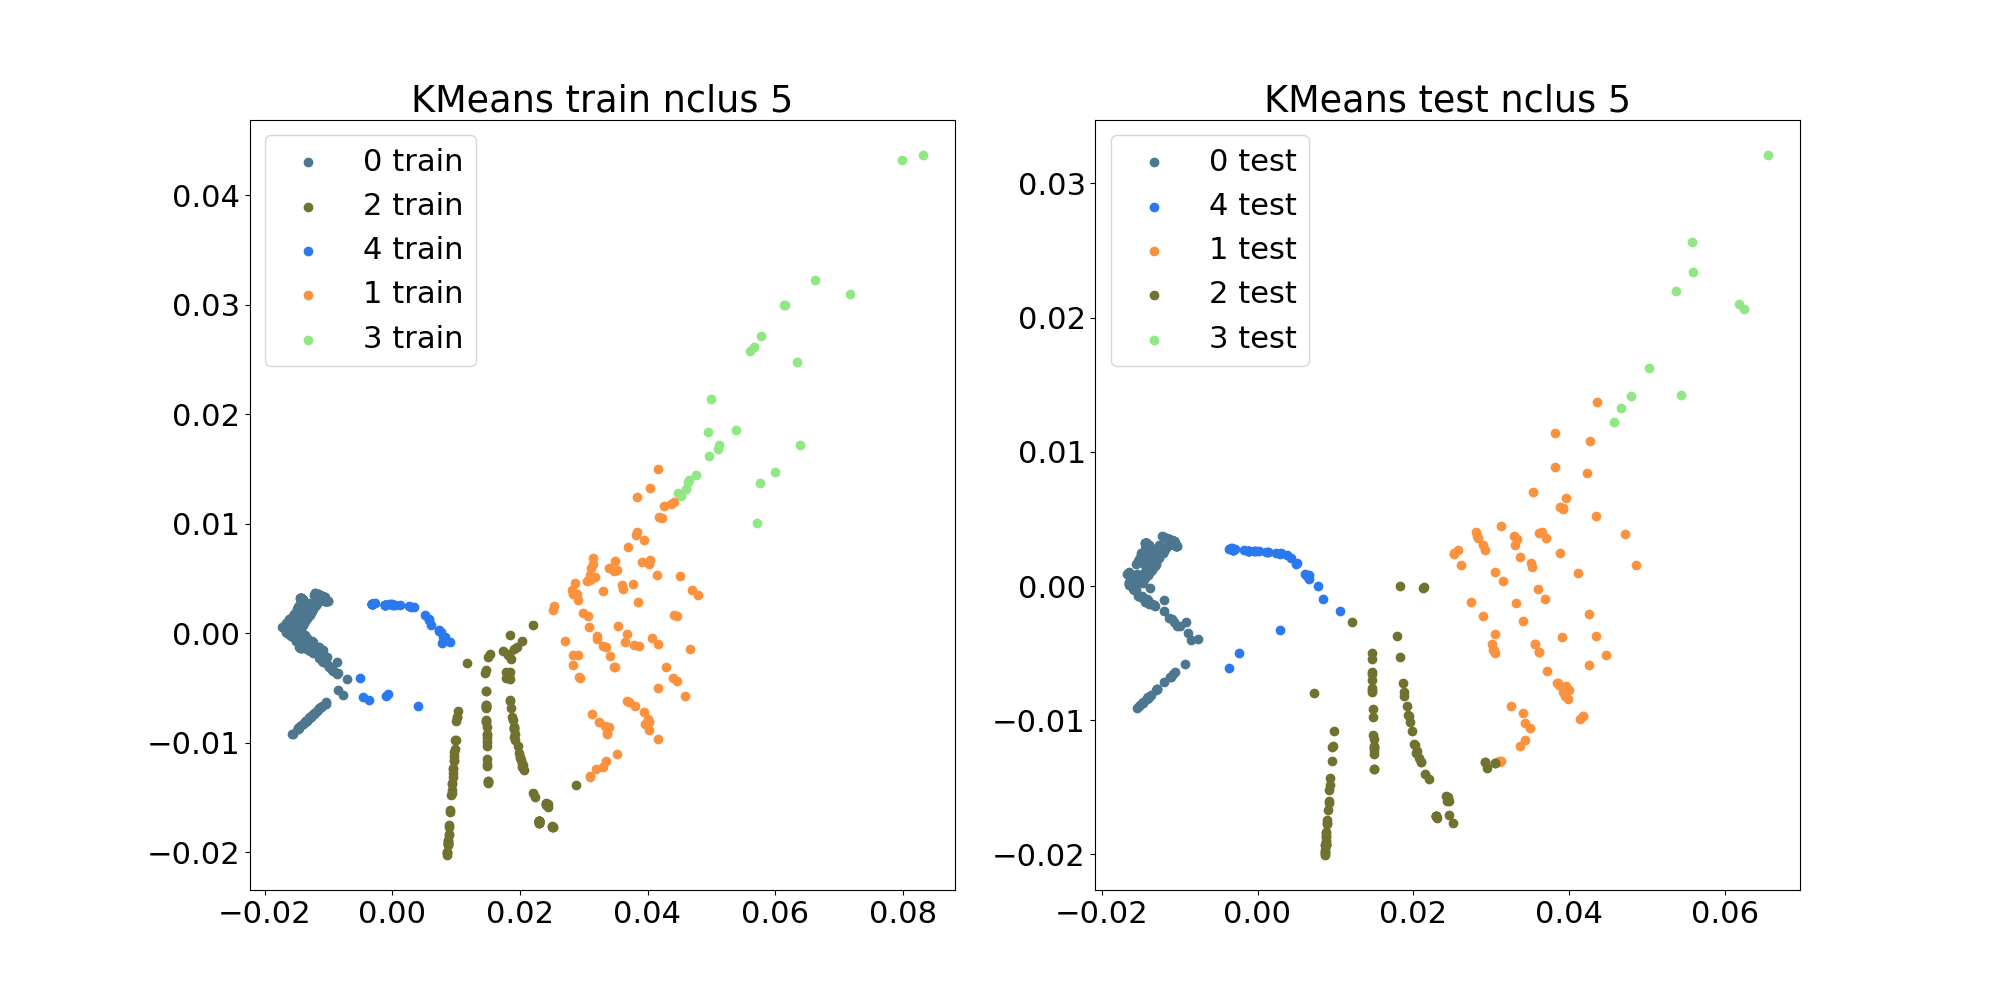 KMeans train nclus 5
0 train
2 train
4 train
1 train
3 train
0.04
0.03
0.02
0.01
0.00
−0.01
−0.02
−0.02 0.00 0.02 0.04 0.06 0.08
KMeans test nclus 5
0 test
4 test
1 test
2 test
3 test
0.03
0.02
0.01
0.00
−0.01
−0.02
−0.02 0.00 0.02 0.04 0.06